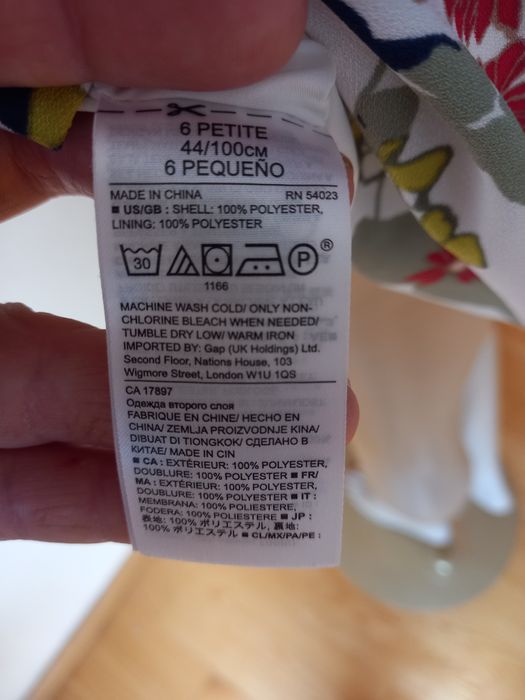 6 PETITE
44/100CM
6 PEQUEÑO
MADE IN CHINA RN 54023
■ US/GB : SHELL: 100% POLYESTER,
LINING: 100% POLYESTER
30 P ®
1166
MACHINE WASH COLD/ ONLY NON-
CHLORINE BLEACH WHEN NEEDED/
TUMBLE DRY LOW/ WARM IRON
IMPORTED BY: Gap (UK Holdings) Ltd.
Second Floor, Nations House, 103
Wigmore Street, London W1U 1QS
CA 17897
Одежда второго слоя
FABRIQUE EN CHINE/ HECHO EN
CHINA/ ZEMLJA PROIZVODNJE KINA/
DIBUAT DI TIONGKOK/ СДЕЛАНО В
КИТАЕ/ MADE IN CIN
■ CA : EXTÉRIEUR: 100% POLYESTER,
DOUBLURE: 100% POLYESTER ■ FR/
MA : EXTÉRIEUR: 100% POLYESTER,
DOUBLURE: 100% POLYESTER ■ IT :
MEMBRANA: 100% POLIESTERE,
FODERA: 100% POLIESTERE ■ JP :
表地: 100% ポリエステル, 裏地:
100% ポリエステル ■ CL/MX/PA/PE :